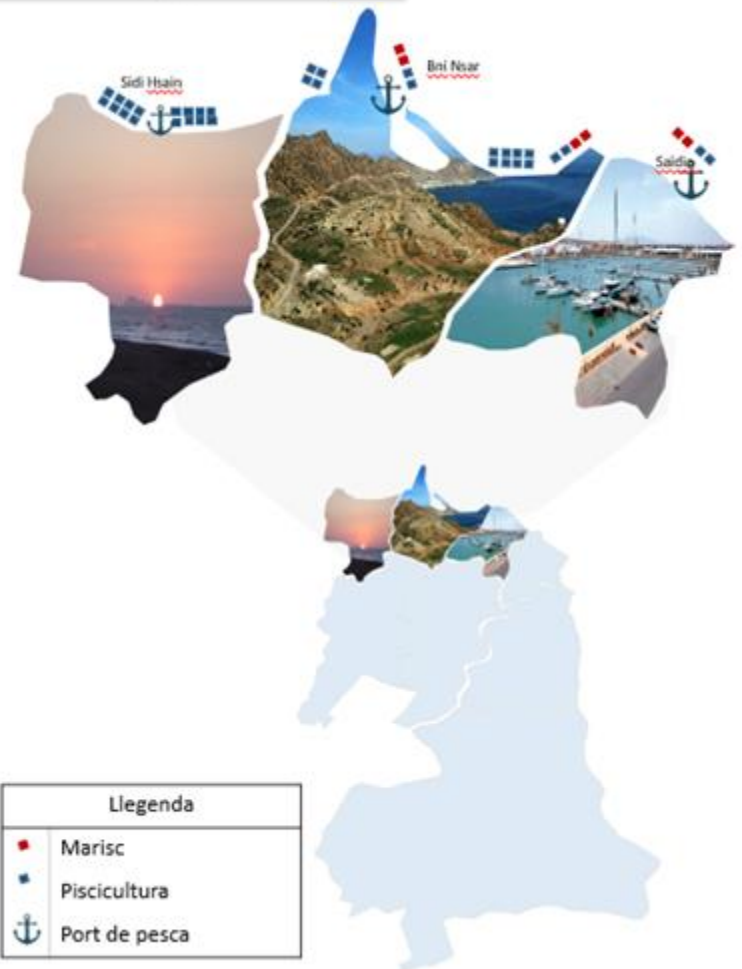 Sidi Hsain
Bni Nsar
Saidia
Llegenda
Marisc
Piscicultura
Port de pesca